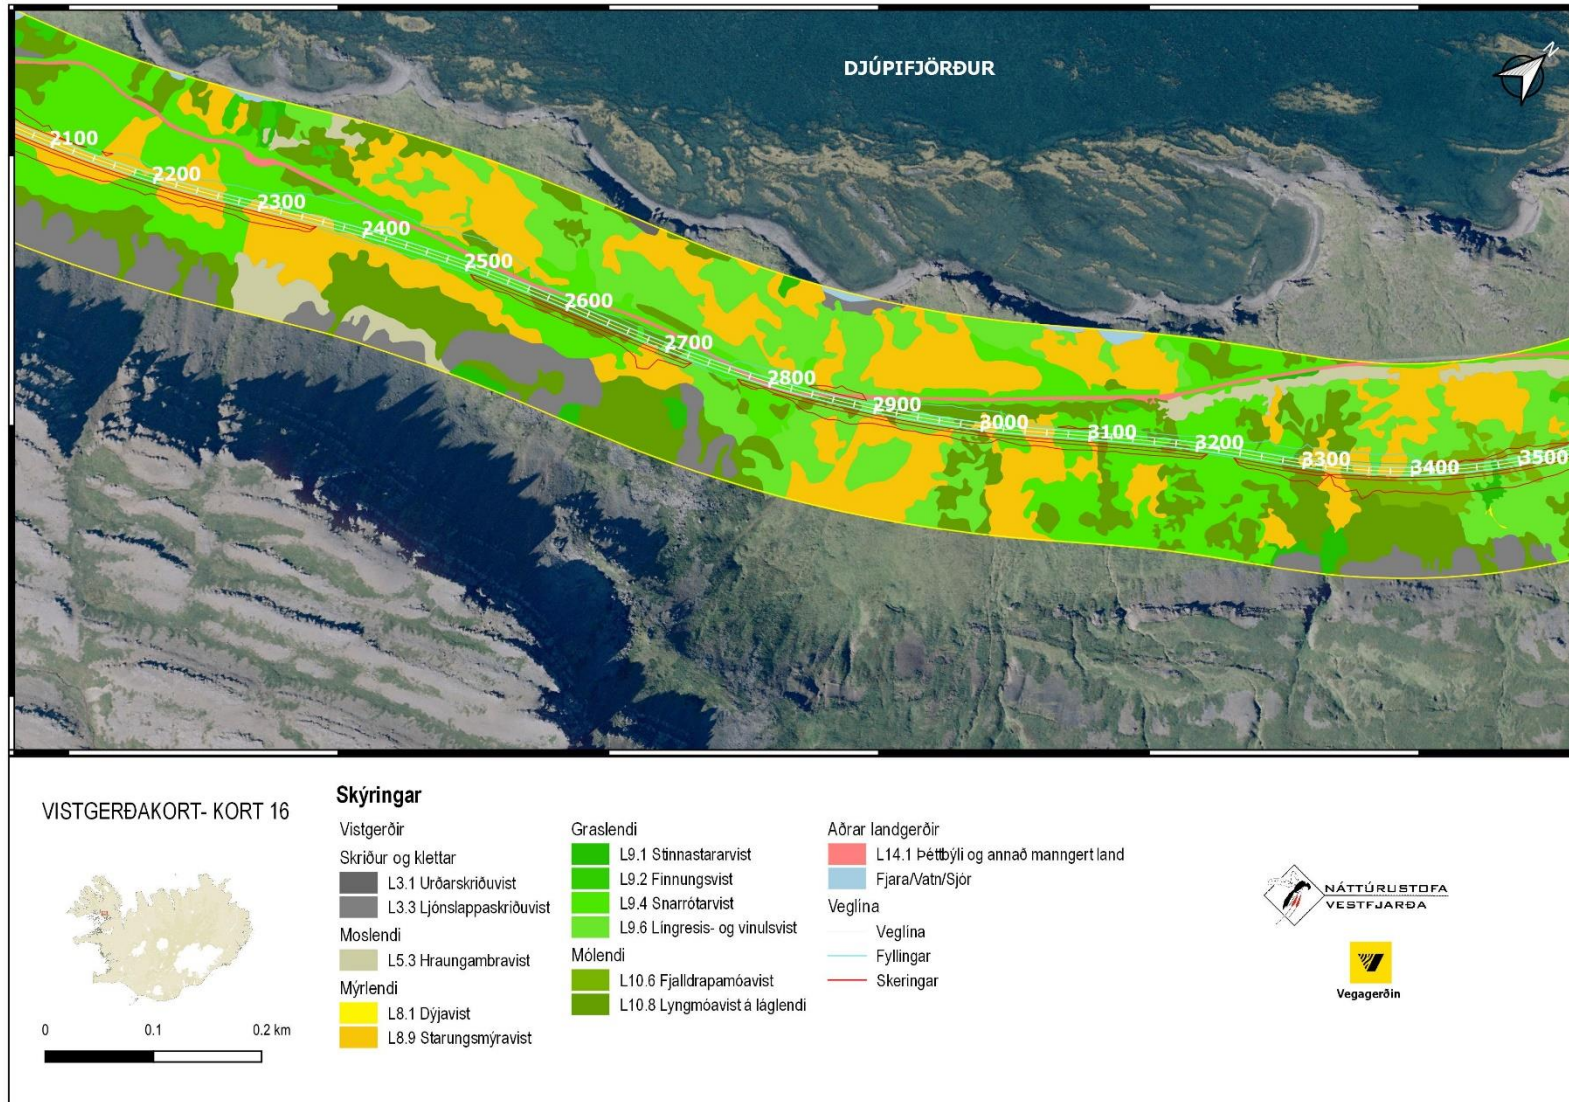 DJÚPIFJÖRÐUR
N
2100
2200
2300
2400
2500
2600
2700
2800
2900
3000
3100
3200
3300
3400
3500
VISTGERÐAKORT- KORT 16
0 0.1 0.2 km
Skýringar
Vistgerðir
Skriður og klettar
L3.1 Urðarskriðuvist
L3.3 Ljónslappaskriðuvist
Moslendi
L5.3 Hraungambravist
Mýrlendi
L8.1 Dýjavist
L8.9 Starungsmýravist
Graslendi
L9.1 Stinnastararvist
L9.2 Finnungsvist
L9.4 Snarrótarvist
L9.6 Língresis- og vinulsvist
Mólendi
L10.6 Fjalldrapamóavist
L10.8 Lyngmóavist á láglendi
Aðrar landgerðir
L14.1 Þéttbýli og annað manngert land
Fjara/Vatn/Sjór
Veglína
Veglína
Fyllingar
Skeringar
NÁTTÚRUSTOFA
VESTFJARÐA
Vegagerðin